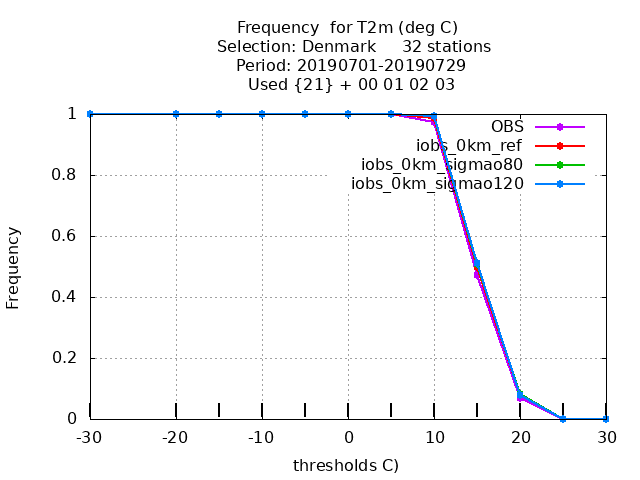 Frequency  for T2m (deg C)
Selection: Denmark     32 stations
Period: 20190701-20190729
Used {21} + 00 01 02 03
OBS
iobs_0km_ref
iobs_0km_sigmao80
iobs_0km_sigmao120
1
0.8
0.6
0.4
0.2
0
Frequency
-30 -20 -10 0 10 20 30
thresholds C)